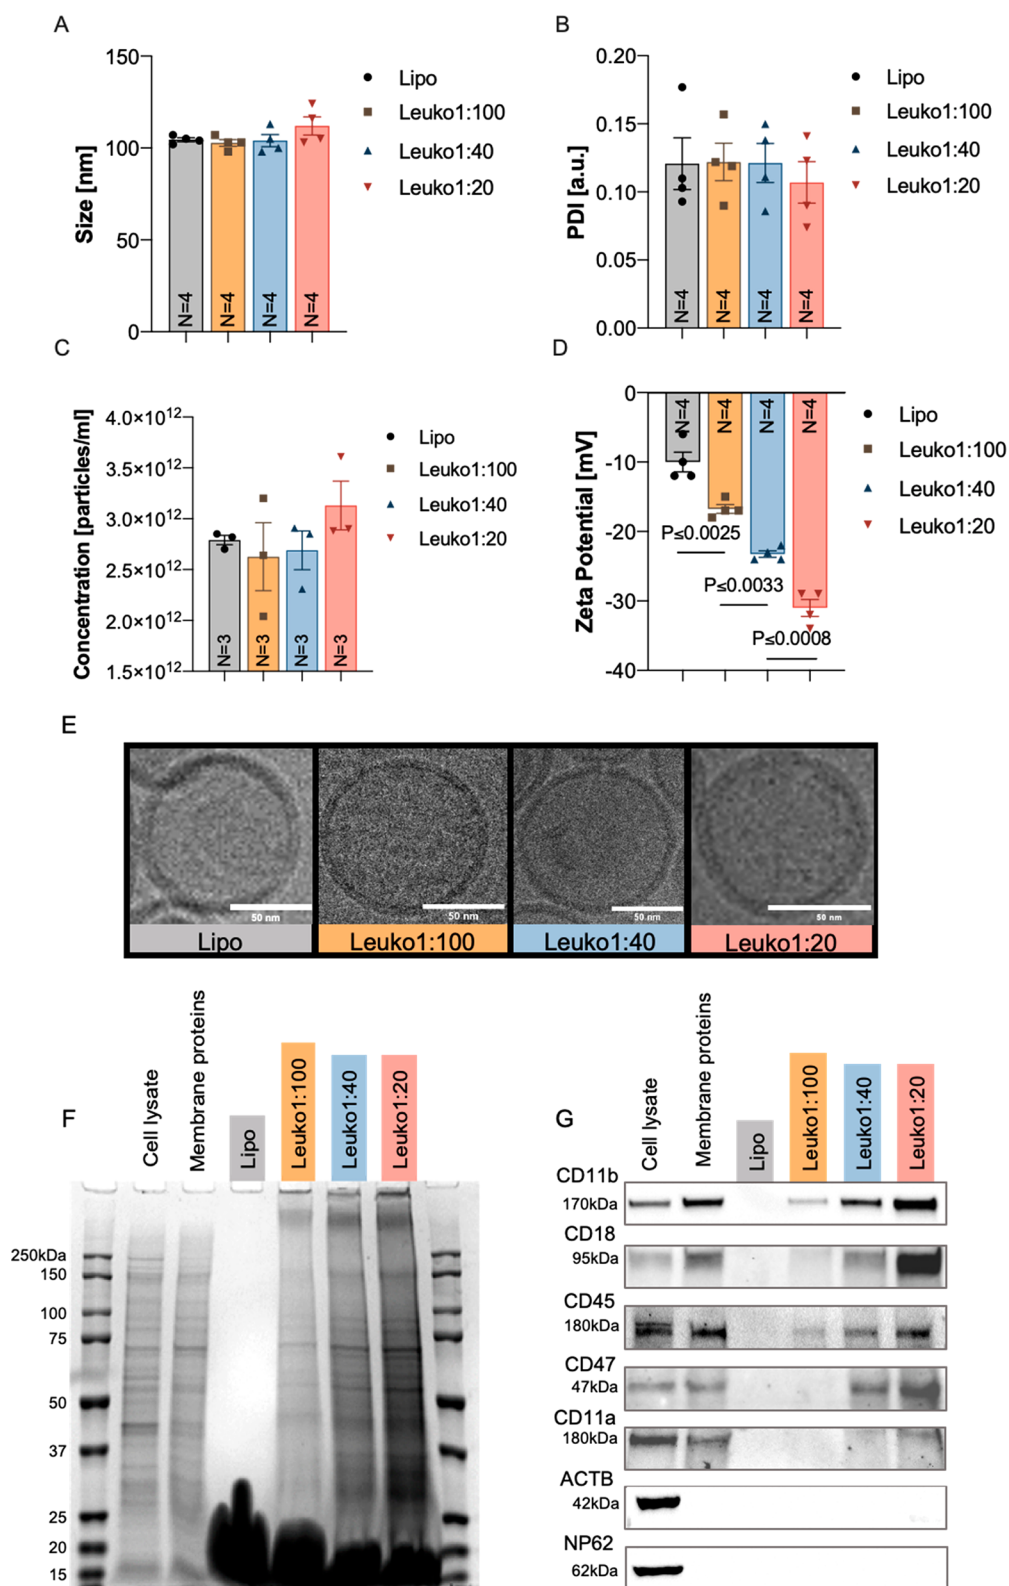 A
150
100
50
0
Size [nm]
N=4
N=4
N=4
N=4
Lipo
Leuko1:100
Leuko1:40
Leuko1:20
B
0.20
0.15
0.10
0.05
0.00
PDI [a.u.]
N=4
N=4
N=4
N=4
Lipo
Leuko1:100
Leuko1:40
Leuko1:20
C
4.0×10¹²
3.5×10¹²
3.0×10¹²
2.5×10¹²
2.0×10¹²
1.5×10¹²
Concentration [particles/ml]
N=3
N=3
N=3
N=3
Lipo
Leuko1:100
Leuko1:40
Leuko1:20
D
0
-10
-20
-30
-40
Zeta Potential [mV]
N=4
N=4
N=4
N=4
P≤0.0025
P≤0.0033
P≤0.0008
Lipo
Leuko1:100
Leuko1:40
Leuko1:20
E
50 nm
50 nm
50 nm
50 nm
Lipo
Leuko1:100
Leuko1:40
Leuko1:20
F
Cell lysate
Membrane proteins
Lipo
Leuko1:100
Leuko1:40
Leuko1:20
250kDa
150
100
75
50
37
25
20
15
G
Cell lysate
Membrane proteins
Lipo
Leuko1:100
Leuko1:40
Leuko1:20
CD11b
170kDa
CD18
95kDa
CD45
180kDa
CD47
47kDa
CD11a
180kDa
ACTB
42kDa
NP62
62kDa